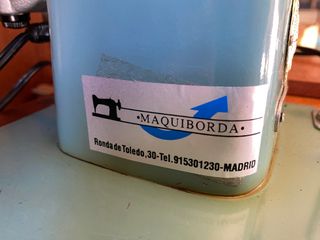 ·MAQUIBORDA·
Ronda de Toledo,30-Tel.915301230-MADRID